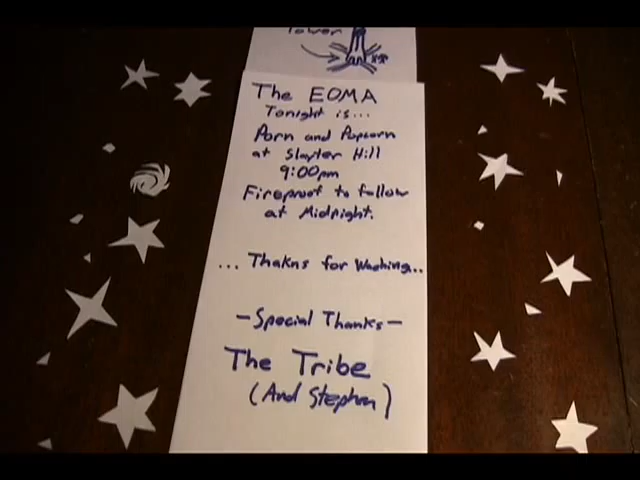 Tower
The EOMA
Tonight is...
Porn and Popcorn
at Slayter Hill
9:00pm
Fireproof to follow
at Midnight.
... Thakns for Waching..
-Special Thanks-
The Tribe
(And Stephen)